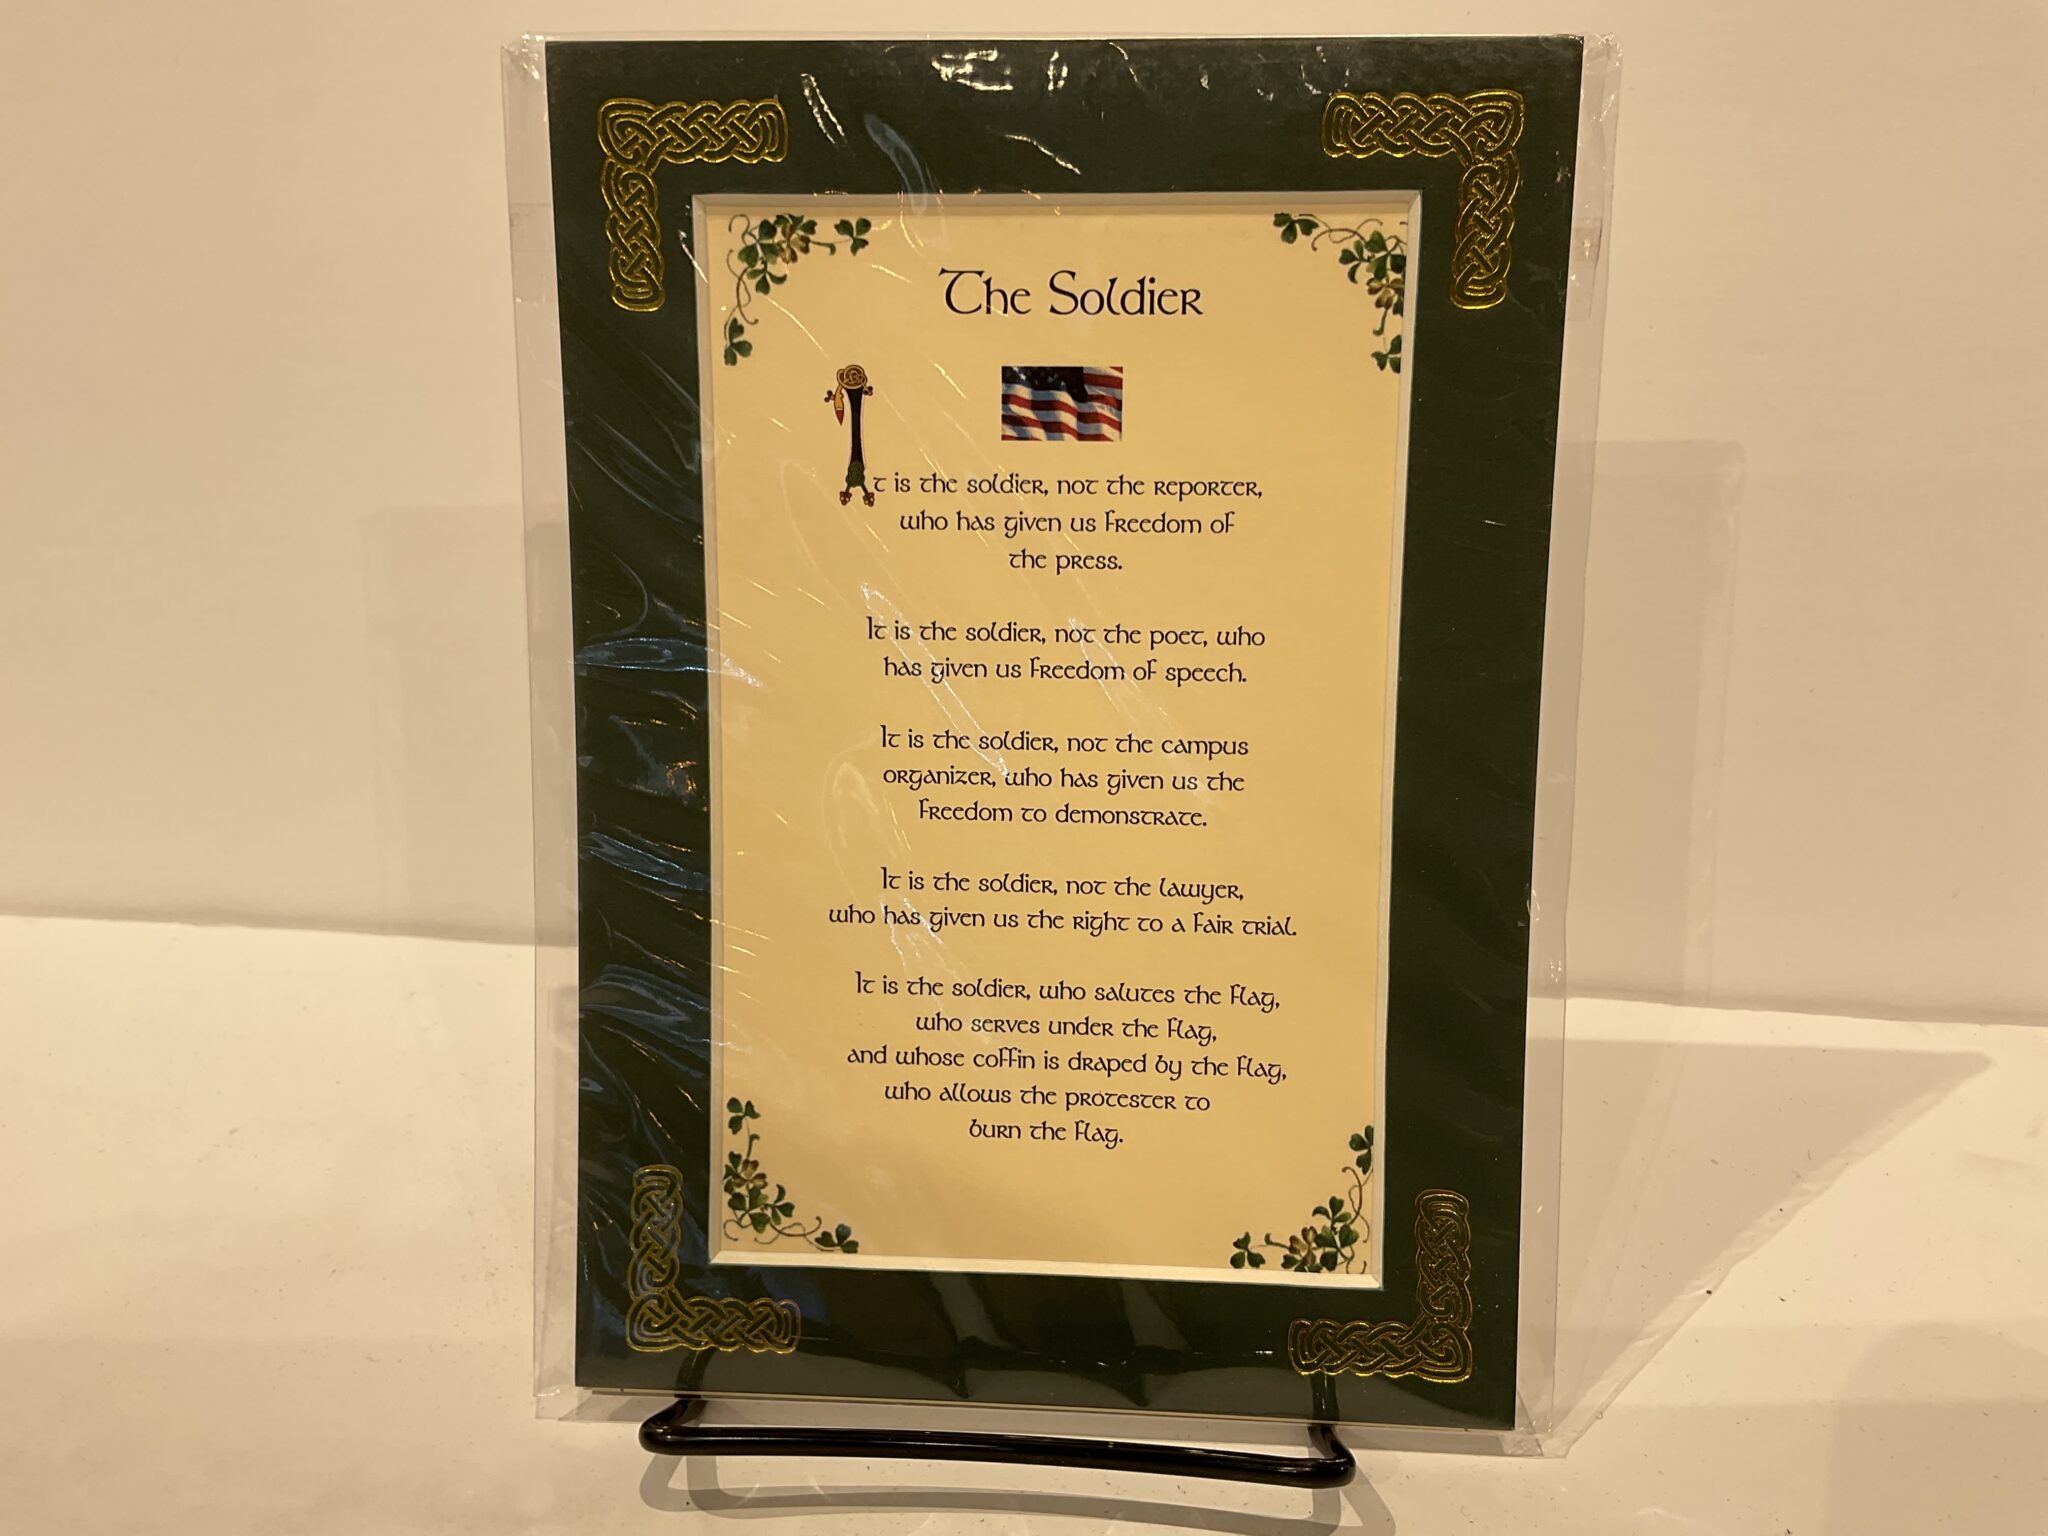 The Soldier
It is the soldier, not the reporter,
who has given us freedom of
the press.
It is the soldier, not the poet, who
has given us freedom of speech.
It is the soldier, not the campus
organizer, who has given us the
freedom to demonstrate.
It is the soldier, not the lawyer,
who has given us the right to a fair trial.
It is the soldier, who salutes the flag,
who serves under the flag,
and whose coffin is draped by the flag,
who allows the protester to
burn the flag.